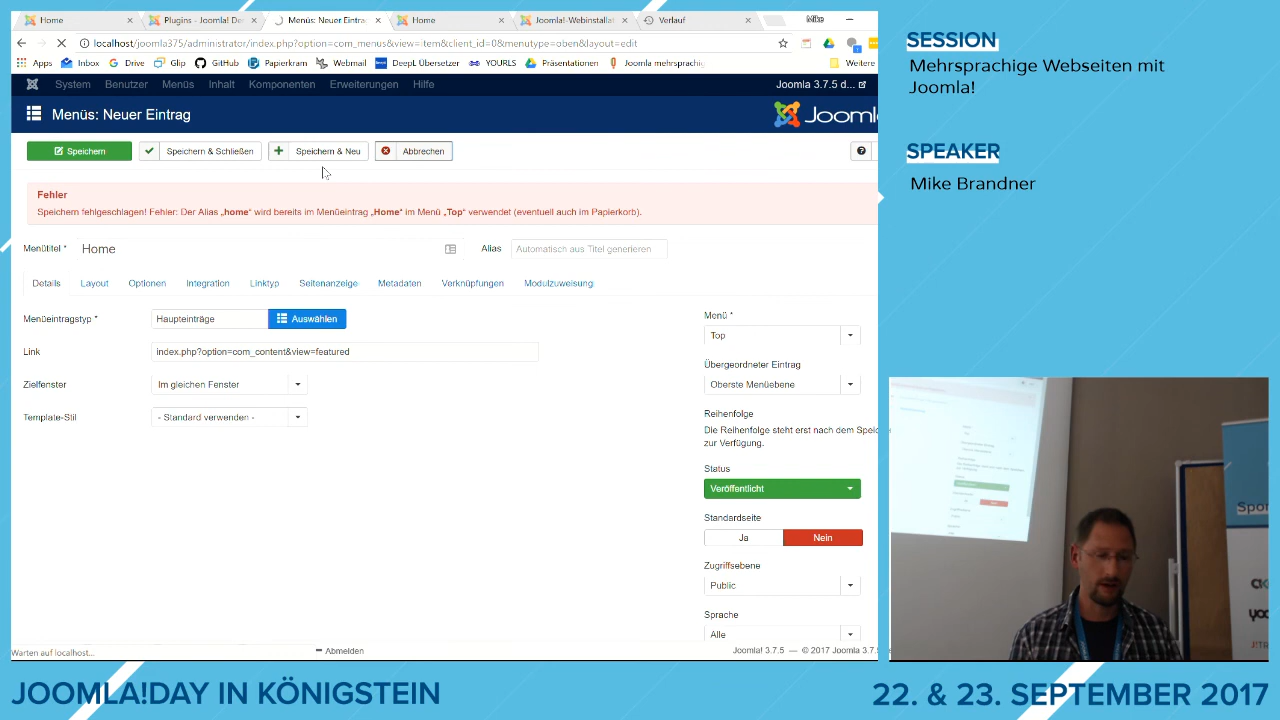 Home
Plugins - Joomla! De
Menüs: Neuer Eintra
Home
Joomla!-Webinstallat
Verlauf
Mike
localhost/joomla375/administrator/index.php?option=com_menus&view=item&client_id=0&menutype=oben&layout=edit
Apps
Inbox
Drive
Glip
GitHub
Papierkram
Webmail
DeepL Übersetzer
YOURLS
Präsentationen
Joomla mehrsprachig
Weitere
System
Benutzer
Menüs
Inhalt
Komponenten
Erweiterungen
Hilfe
Joomla 3.7.5 d...
Menüs: Neuer Eintrag
Speichern
Speichern & Schließen
Speichern & Neu
Abbrechen
Fehler
Speichern fehlgeschlagen! Fehler: Der Alias „home“ wird bereits im Menüeintrag „Home“ im Menü „Top“ verwendet (eventuell auch im Papierkorb).
Menütitel *
Home
Alias
Automatisch aus Titel generieren
Details
Layout
Optionen
Integration
Linktyp
Seitenanzeige
Metadaten
Verknüpfungen
Modulzuweisung
Menüeintragstyp *
Haupteinträge
Auswählen
Link
index.php?option=com_content&view=featured
Zielfenster
Im gleichen Fenster
Template-Stil
- Standard verwenden -
Menü *
Top
Übergeordneter Eintrag
Oberste Menüebene
Reihenfolge
Die Reihenfolge steht erst nach dem Spei
zur Verfügung.
Status
Veröffentlicht
Standardseite
Ja
Nein
Zugriffsebene
Public
Sprache
Alle
Warten auf localhost...
Abmelden
Joomla! 3.7.5 — © 2017 Joomla 3.7.5
SESSION
Mehrsprachige Webseiten mit
Joomla!
SPEAKER
Mike Brandner
JOOMLA!DAY IN KÖNIGSTEIN
22. & 23. SEPTEMBER 2017